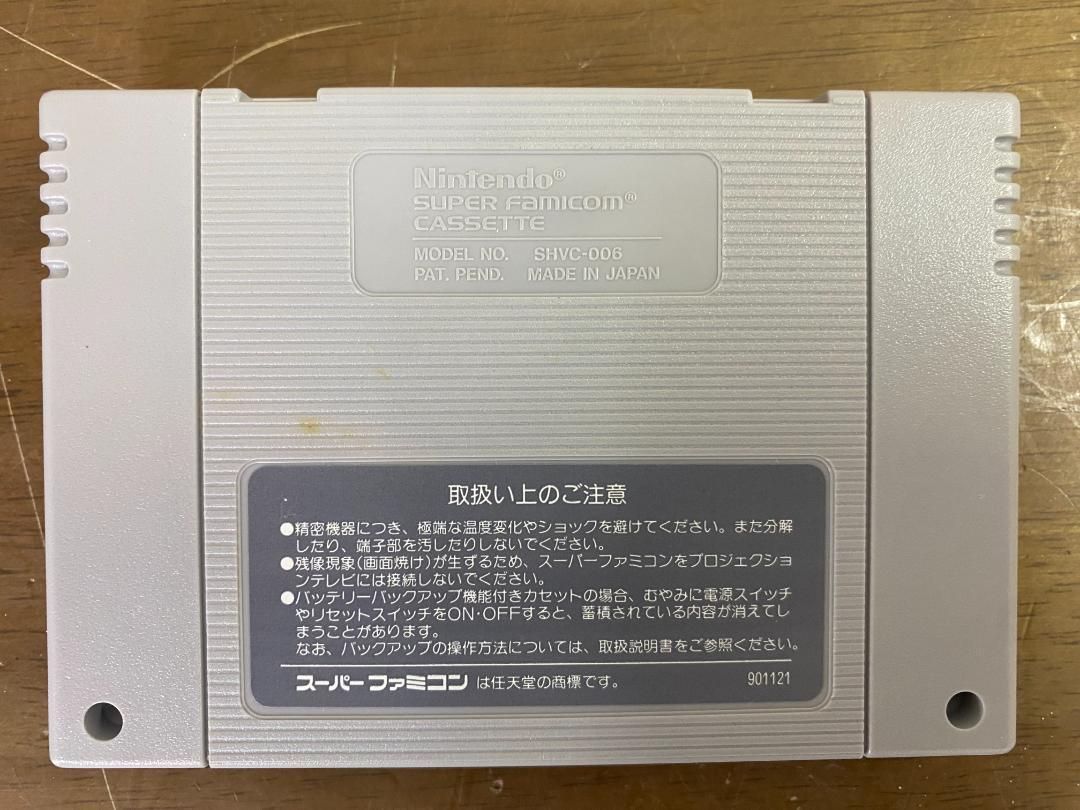 Nintendo®
SUPER FAMICOM®
CASSETTE
MODEL NO. SHVC-006
PAT. PEND. MADE IN JAPAN
取扱い上のご注意
●精密機器につき、極端な温度変化やショックを避けてください。また分解
したり、端子部を汚したりしないでください。
●残像現象(画面焼け)が生ずるため、スーパーファミコンをプロジェクショ
ンテレビには接続しないでください。
●バッテリーバックアップ機能付きカセットの場合、むやみに電源スイッチ
やリセットスイッチをON・OFFすると、蓄積されている内容が消えてし
まうことがあります。
なお、バックアップの操作方法については、取扱説明書をご参照ください。
スーパーファミコン は任天堂の商標です。 901121